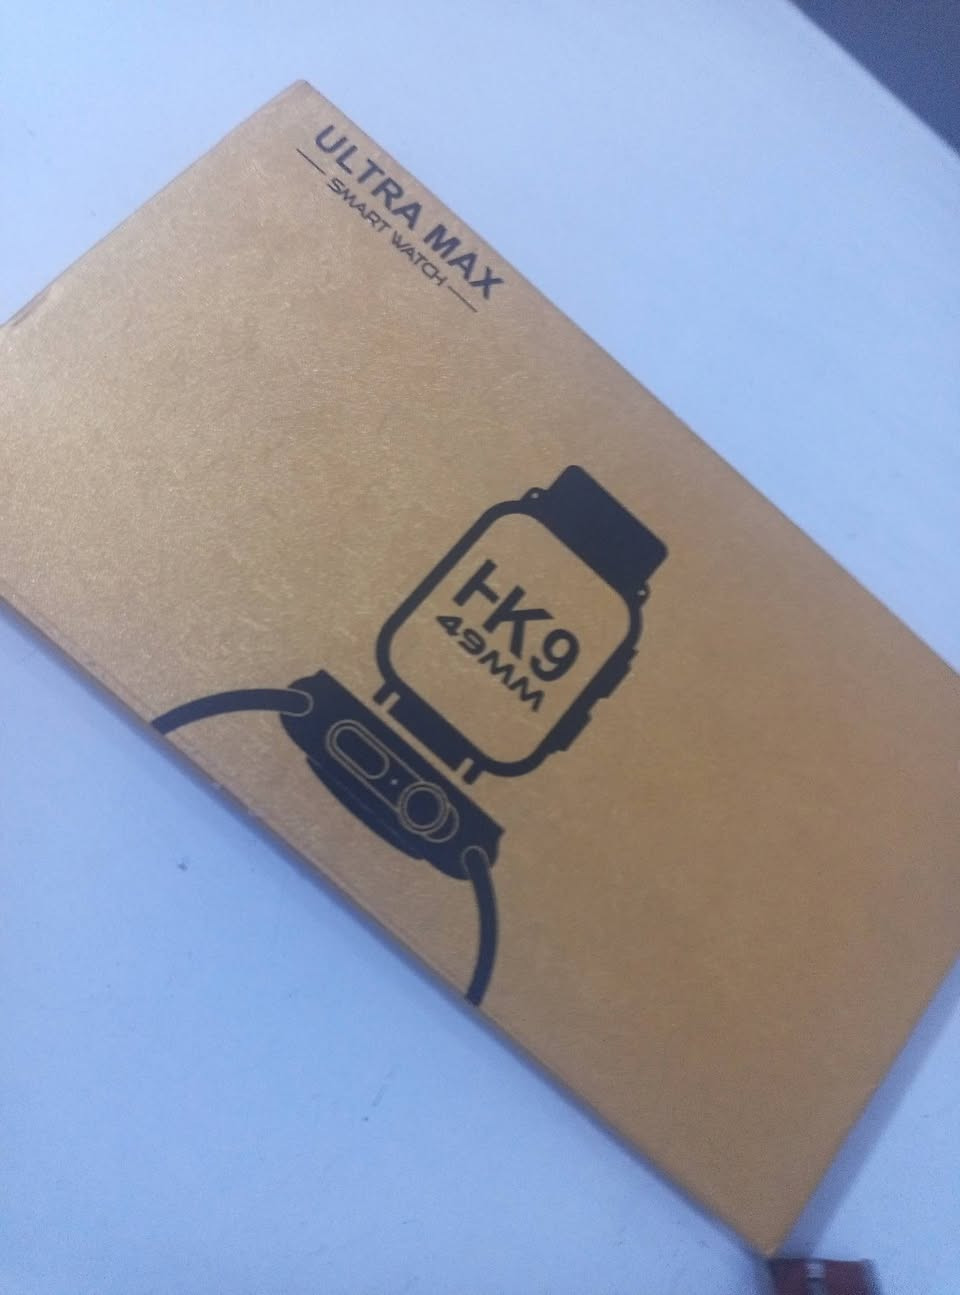 ULTRA MAX
SMART WATCH
HK9
49MM